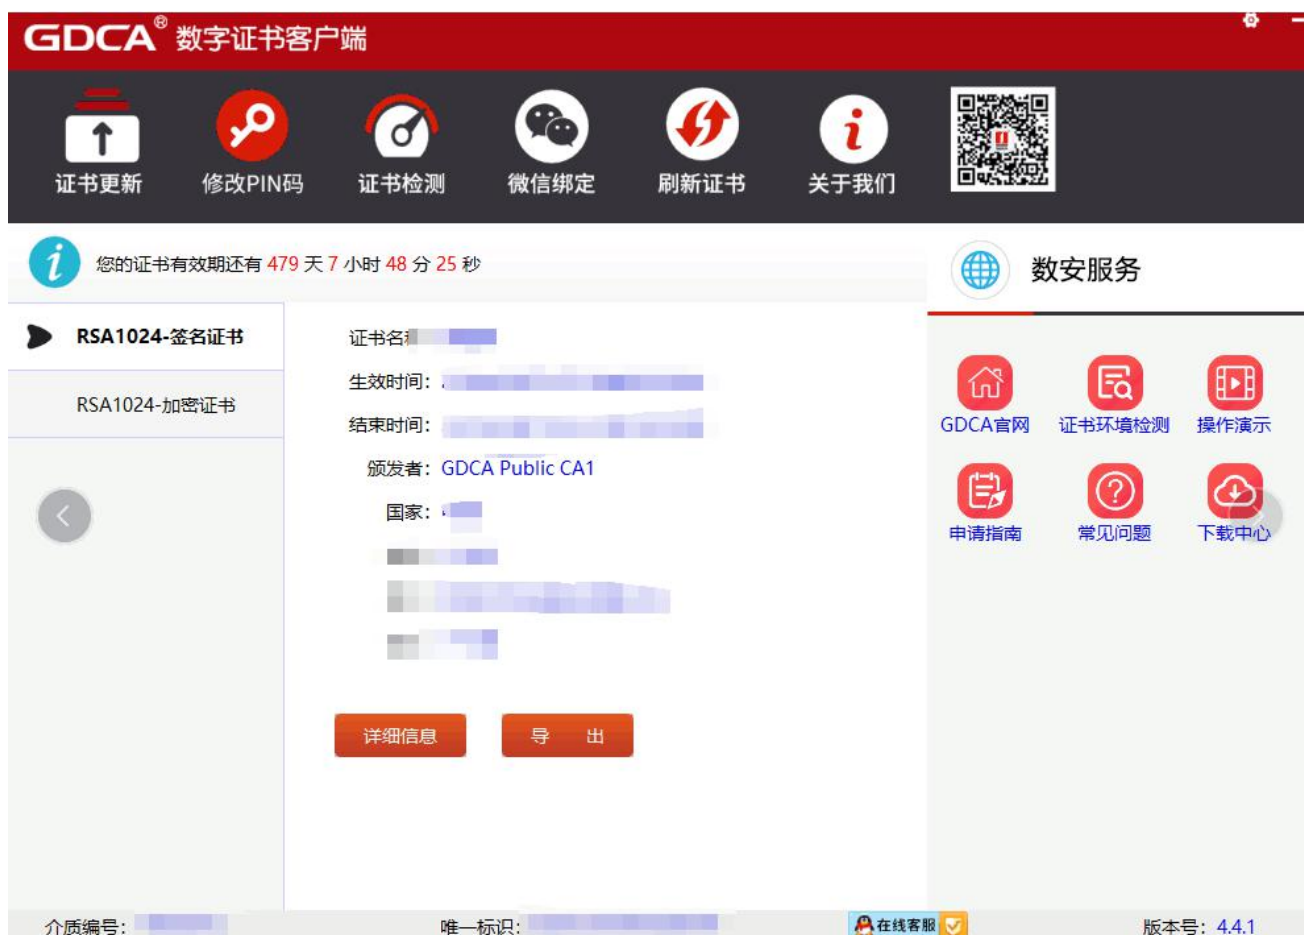 GDCA® 数字证书客户端
证书更新 修改PIN码 证书检测 微信绑定 刷新证书 关于我们
您的证书有效期还有 479 天 7 小时 48 分 25 秒
数安服务
RSA1024-签名证书
RSA1024-加密证书
证书名
生效时间：
结束时间：
颁发者： GDCA Public CA1
国家：
详细信息 导 出
GDCA官网 证书环境检测 操作演示
申请指南 常见问题 下载中心
介质编号： 唯一标识： 在线客服 版本号： 4.4.1